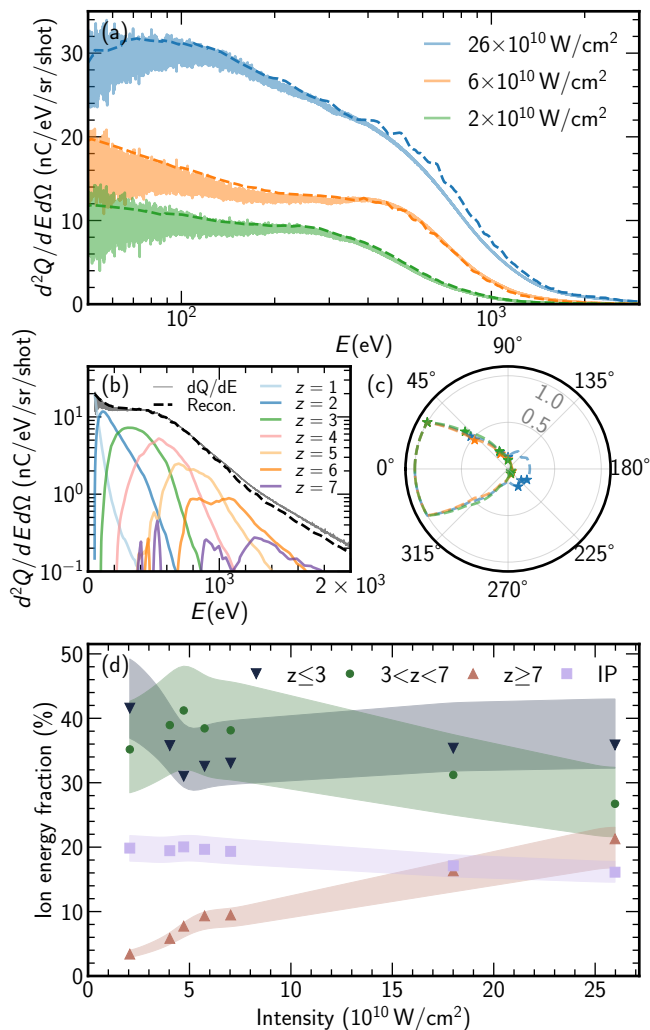 (a)
26×10¹⁰ W/cm²
6×10¹⁰ W/cm²
2×10¹⁰ W/cm²
d²Q/dEdΩ (nC/eV/sr/shot)
30
20
10
0
10²
10³
E(eV)
(b)
dQ/dE
Recon.
z = 1
z = 2
z = 3
z = 4
z = 5
z = 6
z = 7
d²Q/dEdΩ (nC/eV/sr/shot)
10¹
10⁰
10⁻¹
0
10³
2 × 10³
E(eV)
(c)
90°
45°
135°
1.0
0.5
0°
180°
315°
225°
270°
(d)
z≤3
3<z<7
z≥7
IP
Ion energy fraction (%)
50
40
30
20
10
0
0
5
10
15
20
25
Intensity (10¹⁰ W/cm²)